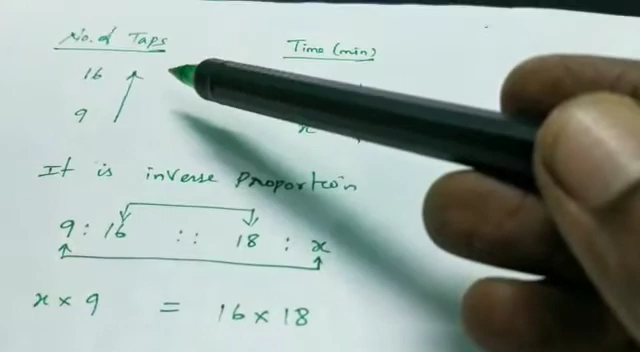 No. of Taps Time (min)
16
9 x
It is inverse proportion
9 : 16 :: 18 : x
x × 9 = 16 × 18